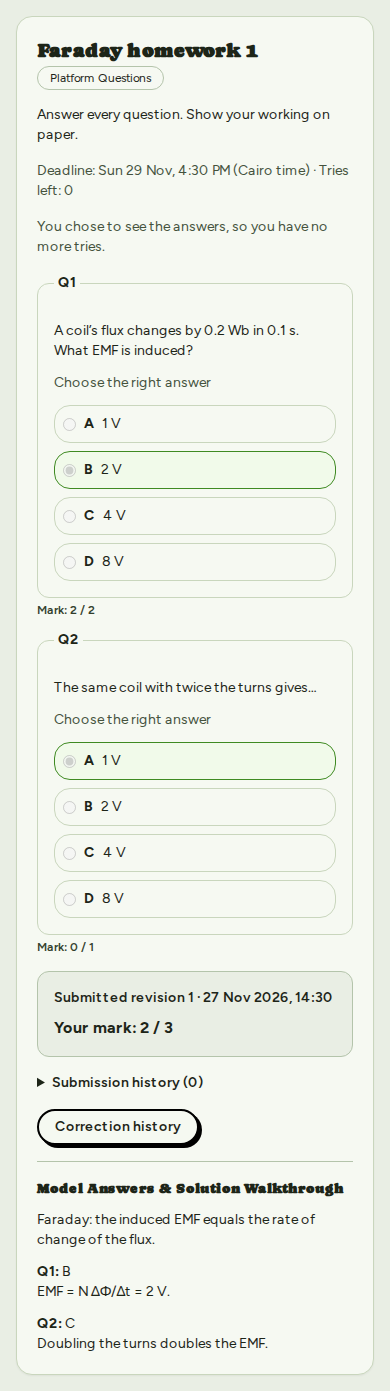 Faraday homework 1
Platform Questions
Answer every question. Show your working on
paper.
Deadline: Sun 29 Nov, 4:30 PM (Cairo time) · Tries
left: 0
You chose to see the answers, so you have no
more tries.
Q1
A coil’s flux changes by 0.2 Wb in 0.1 s.
What EMF is induced?
Choose the right answer
A 1 V
B 2 V
C 4 V
D 8 V
Mark: 2 / 2
Q2
The same coil with twice the turns gives…
Choose the right answer
A 1 V
B 2 V
C 4 V
D 8 V
Mark: 0 / 1
Submitted revision 1 · 27 Nov 2026, 14:30
Your mark: 2 / 3
Submission history (0)
Correction history
Model Answers & Solution Walkthrough
Faraday: the induced EMF equals the rate of
change of the flux.
Q1: B
EMF = N ΔΦ/Δt = 2 V.
Q2: C
Doubling the turns doubles the EMF.